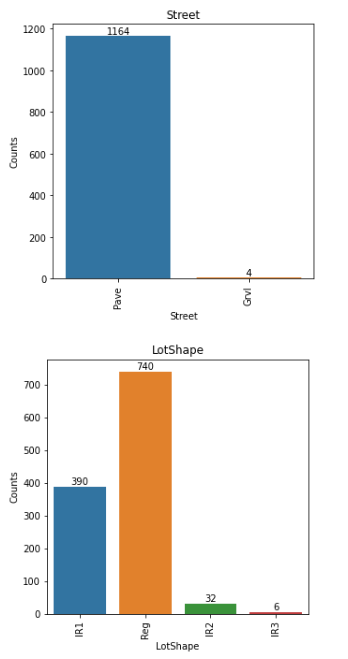 Street
1200
1164
1000
800
600
400
200
4
0
Counts
Pave
Grvl
Street
LotShape
740
700
600
500
400
390
300
200
100
32
6
0
Counts
IR1
Reg
IR2
IR3
LotShape